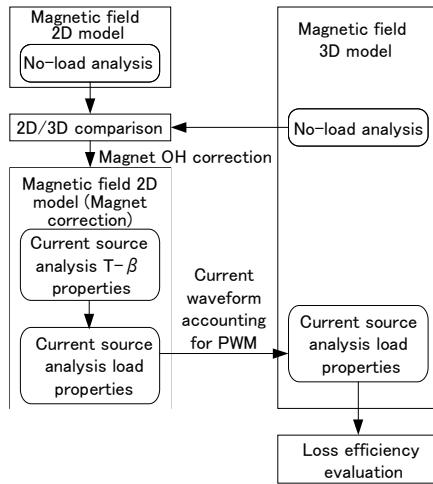 Magnetic field
2D model
No-load analysis
Magnetic field
3D model
2D/3D comparison
No-load analysis
Magnet OH correction
Magnetic field 2D
model (Magnet
correction)
Current source
analysis T-β
properties
Current
waveform
accounting
for PWM
Current source
analysis load
properties
Current source
analysis load
properties
Loss efficiency
evaluation